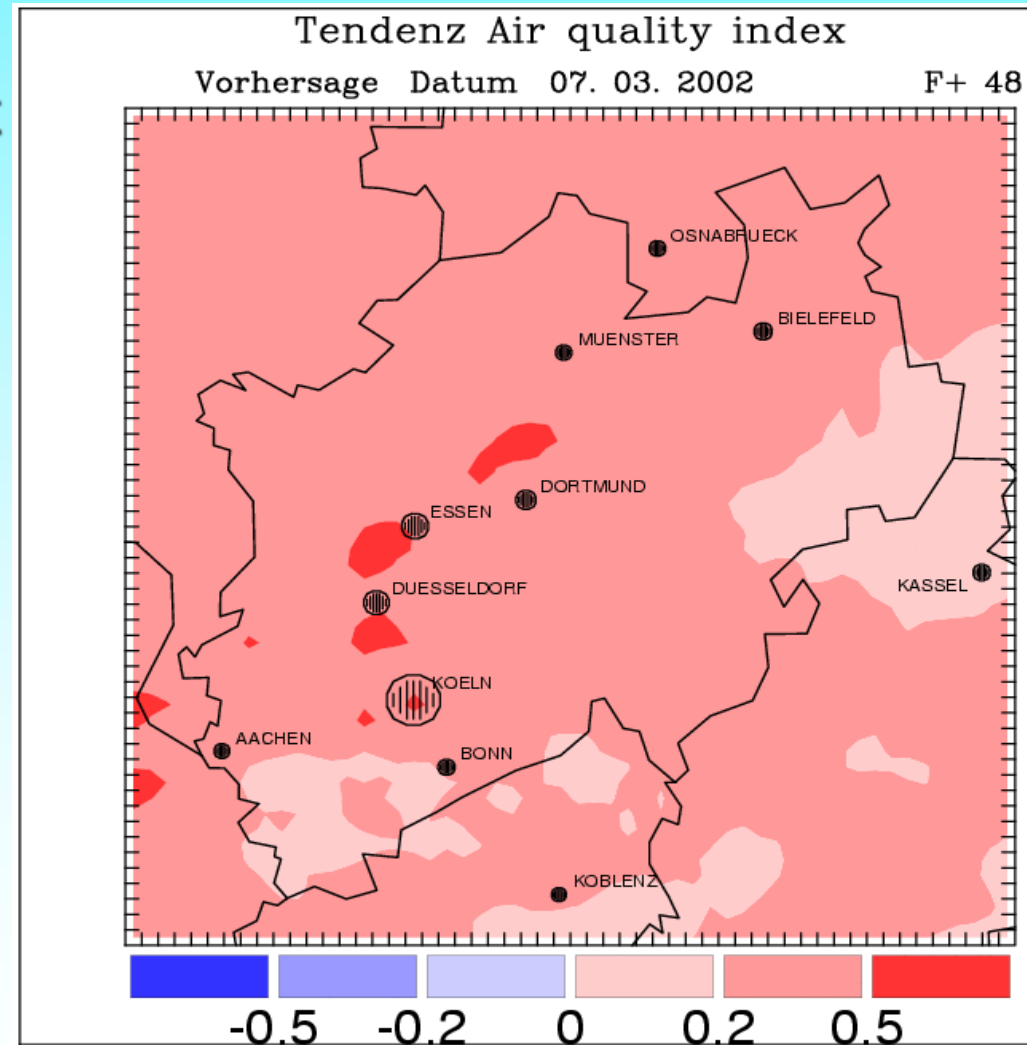 Tendenz Air quality index
Vorhersage Datum 07. 03. 2002 F+ 48
OSNABRUECK
BIELEFELD
MUENSTER
DORTMUND
ESSEN
KASSEL
DUESSELDORF
KOELN
AACHEN
BONN
KOBLENZ
-0.5 -0.2 0 0.2 0.5